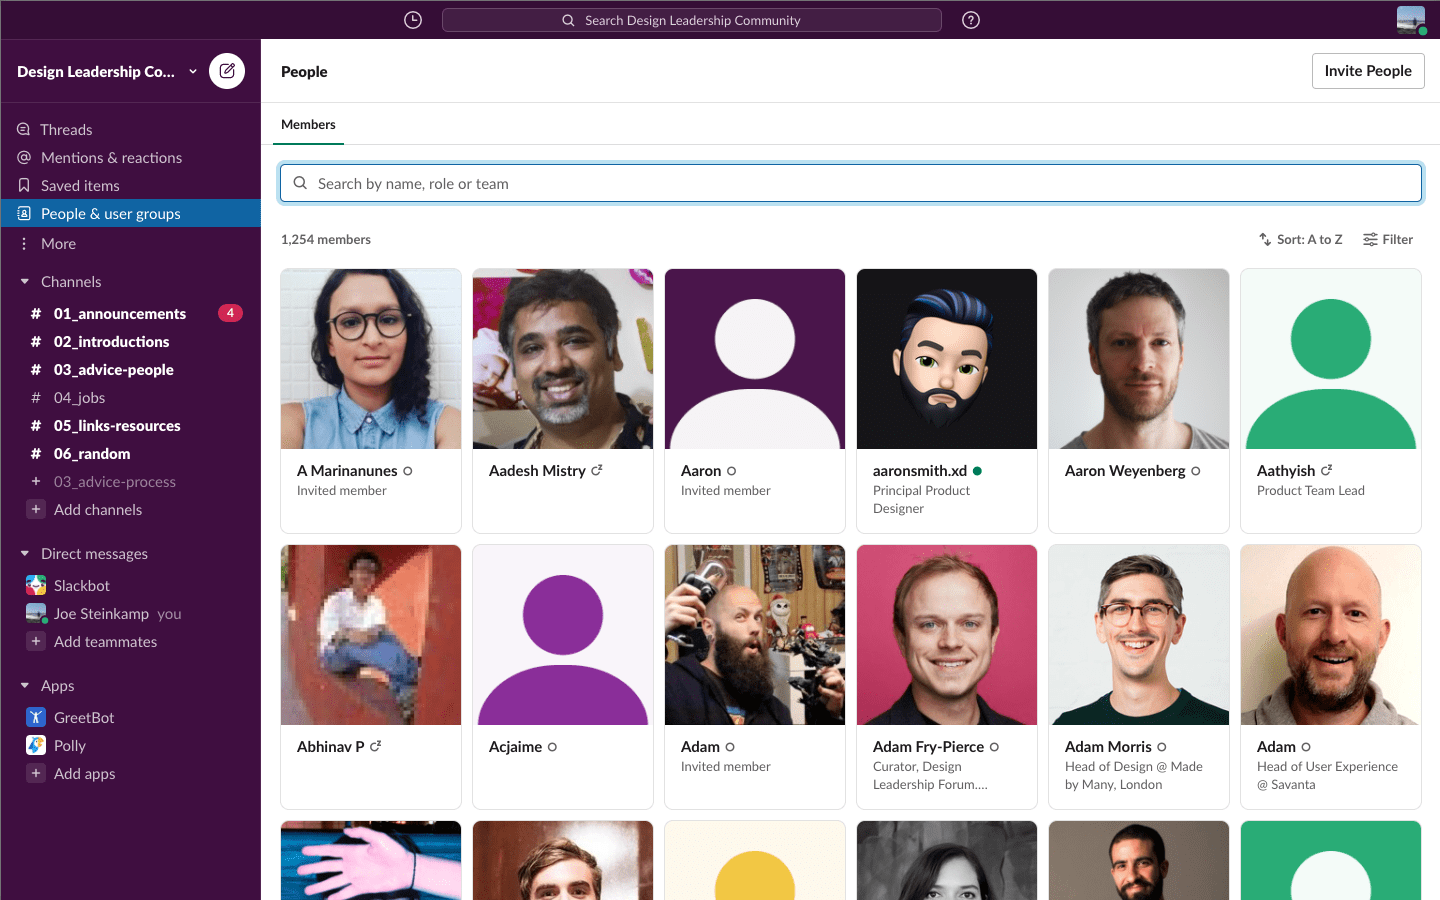 Search Design Leadership Community
Design Leadership Co...
Threads
Mentions & reactions
Saved items
People & user groups
More
Channels
# 01_announcements 4
# 02_introductions
# 03_advice-people
# 04_jobs
# 05_links-resources
# 06_random
+ 03_advice-process
+ Add channels
Direct messages
Slackbot
Joe Steinkamp you
+ Add teammates
Apps
GreetBot
Polly
+ Add apps
People
Invite People
Members
Search by name, role or team
1,254 members
Sort: A to Z
Filter
A Marinanunes
Invited member
Aadesh Mistry
Aaron
Invited member
aaronsmith.xd
Principal Product
Designer
Aaron Weyenberg
Aathyish
Product Team Lead
Abhinav P
Acjaime
Adam
Invited member
Adam Fry-Pierce
Curator, Design
Leadership Forum....
Adam Morris
Head of Design @ Made
by Many, London
Adam
Head of User Experience
@ Savanta